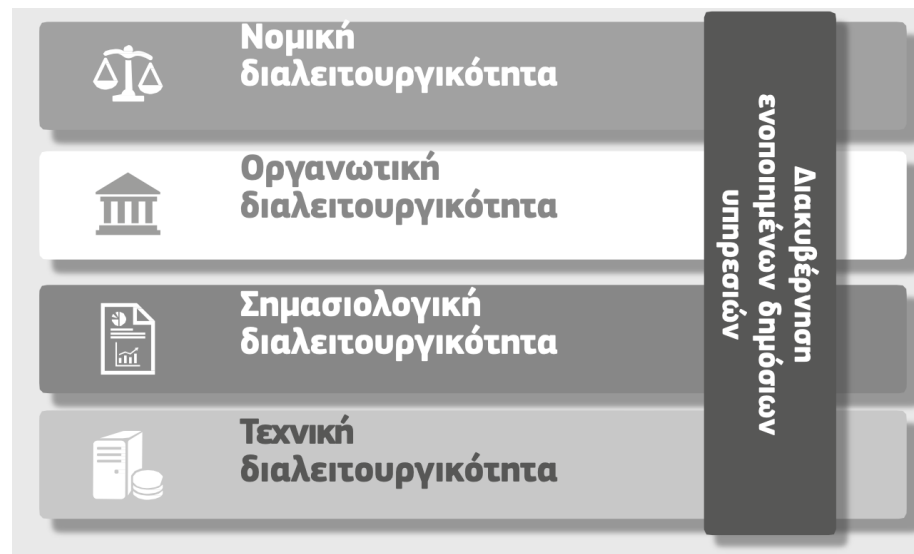 Νομική
διαλειτουργικότητα
Οργανωτική
διαλειτουργικότητα
Σημασιολογική
διαλειτουργικότητα
Τεχνική
διαλειτουργικότητα
Διακυβέρνηση
ενοποιημένων δημόσιων
υπηρεσιών